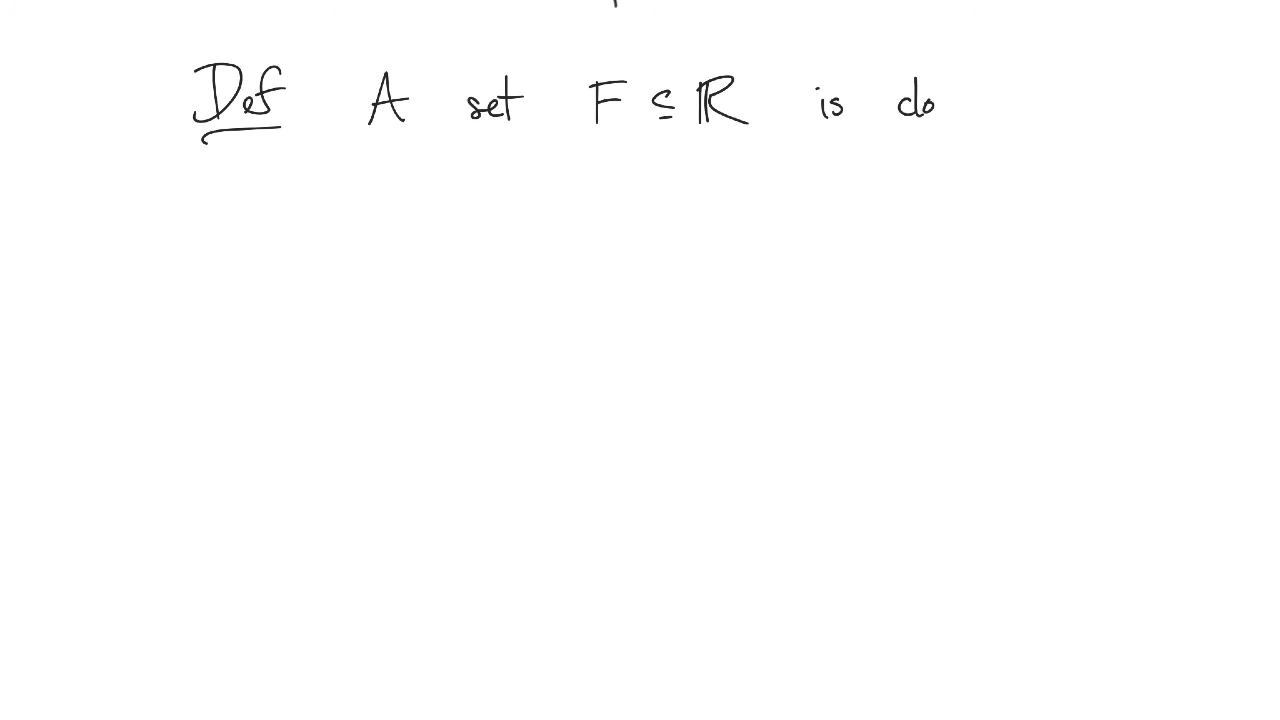 Def A set F ⊆ ℝ is clo